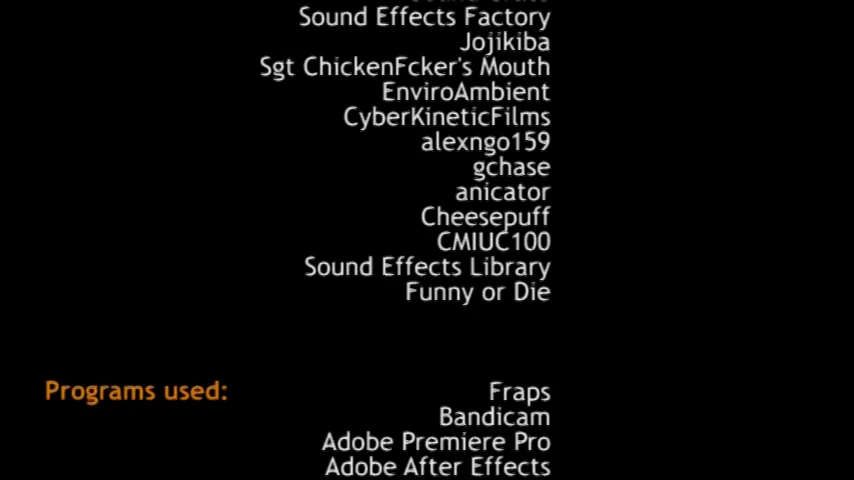 Sound Effects Factory
Jojikiba
Sgt ChickenFcker's Mouth
EnviroAmbient
CyberKineticFilms
alexngo159
gchase
anicator
Cheesepuff
CMIUC100
Sound Effects Library
Funny or Die
Programs used: Fraps
Bandicam
Adobe Premiere Pro
Adobe After Effects